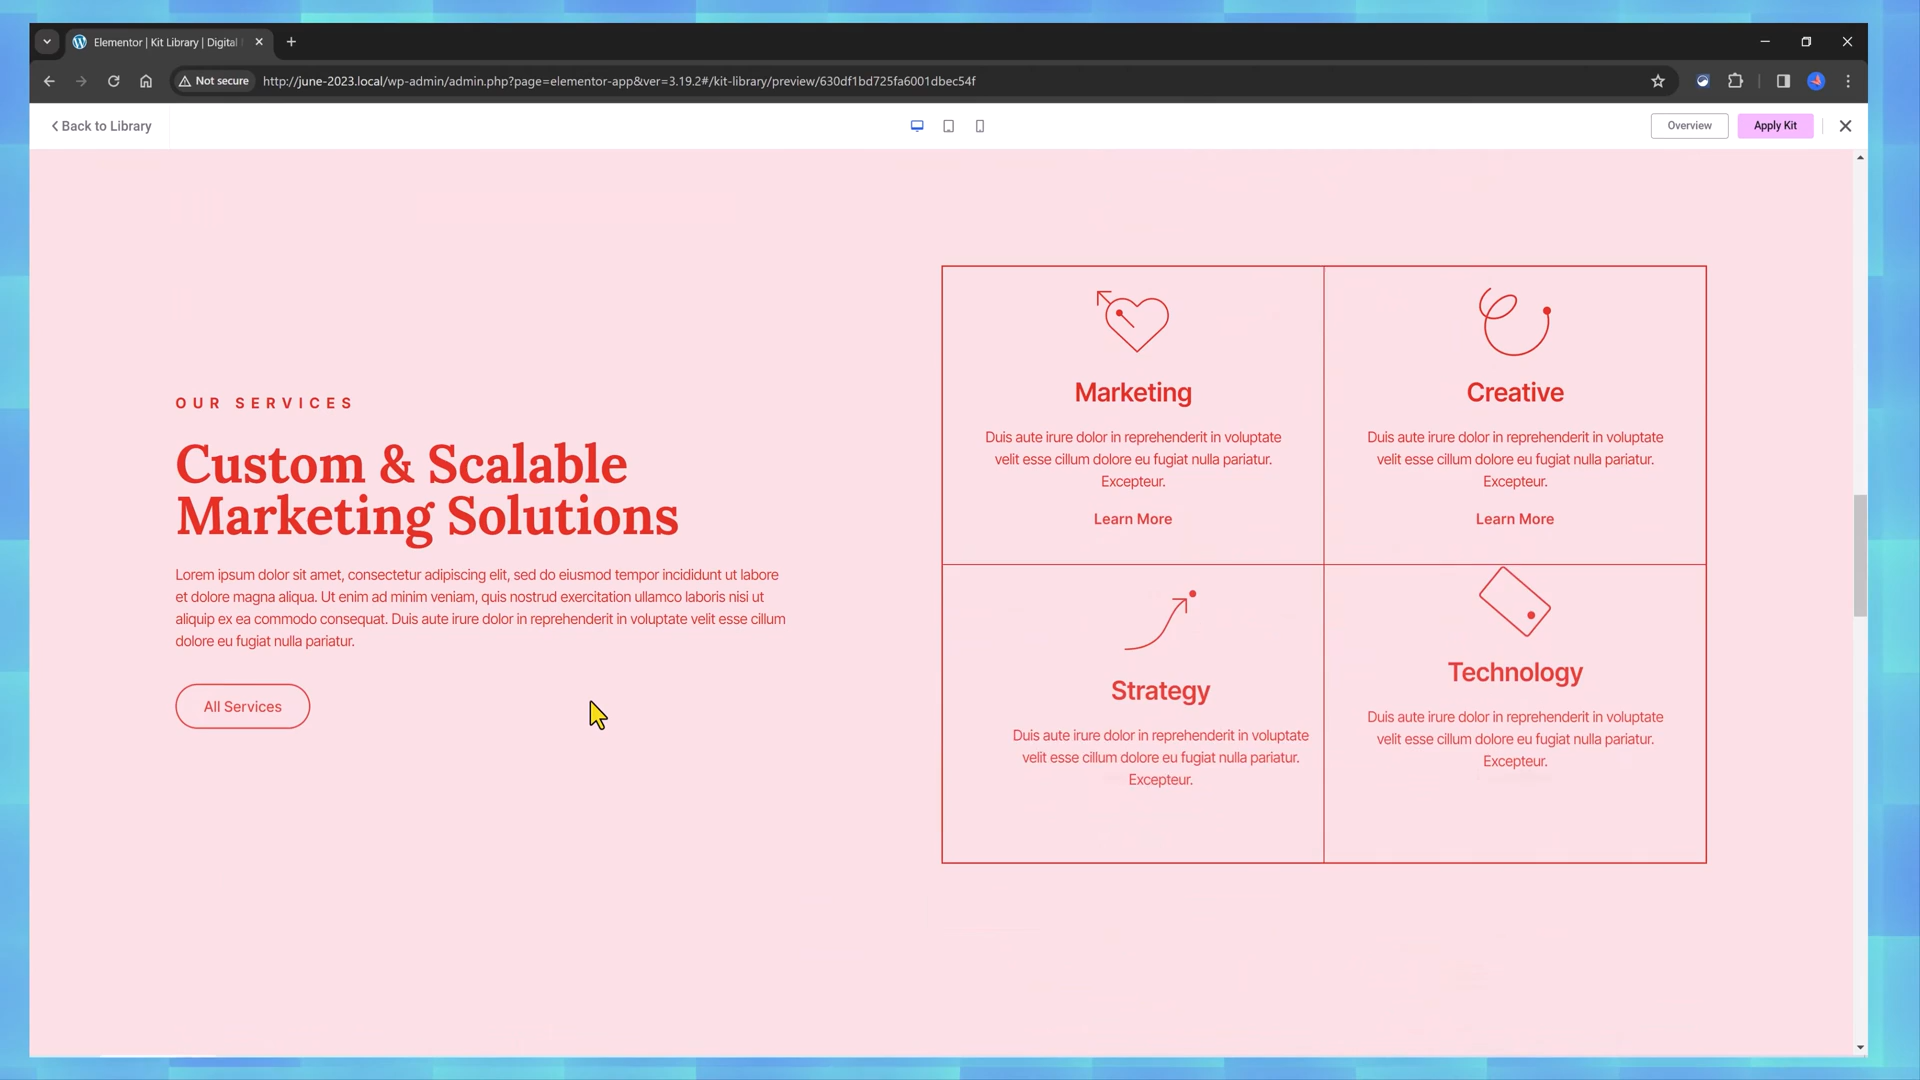 Elementor | Kit Library | Digital
Not secure
http://june-2023.local/wp-admin/admin.php?page=elementor-app&ver=3.19.2#/kit-library/preview/630df1bd725fa6001dbec54f
Back to Library
Overview
Apply Kit
OUR SERVICES
Custom & Scalable
Marketing Solutions
Lorem ipsum dolor sit amet, consectetur adipiscing elit, sed do eiusmod tempor incididunt ut labore
et dolore magna aliqua. Ut enim ad minim veniam, quis nostrud exercitation ullamco laboris nisi ut
aliquip ex ea commodo consequat. Duis aute irure dolor in reprehenderit in voluptate velit esse cillum
dolore eu fugiat nulla pariatur.
All Services
Marketing
Duis aute irure dolor in reprehenderit in voluptate
velit esse cillum dolore eu fugiat nulla pariatur.
Excepteur.
Learn More
Creative
Duis aute irure dolor in reprehenderit in voluptate
velit esse cillum dolore eu fugiat nulla pariatur.
Excepteur.
Learn More
Strategy
Duis aute irure dolor in reprehenderit in voluptate
velit esse cillum dolore eu fugiat nulla pariatur.
Excepteur.
Technology
Duis aute irure dolor in reprehenderit in voluptate
velit esse cillum dolore eu fugiat nulla pariatur.
Excepteur.